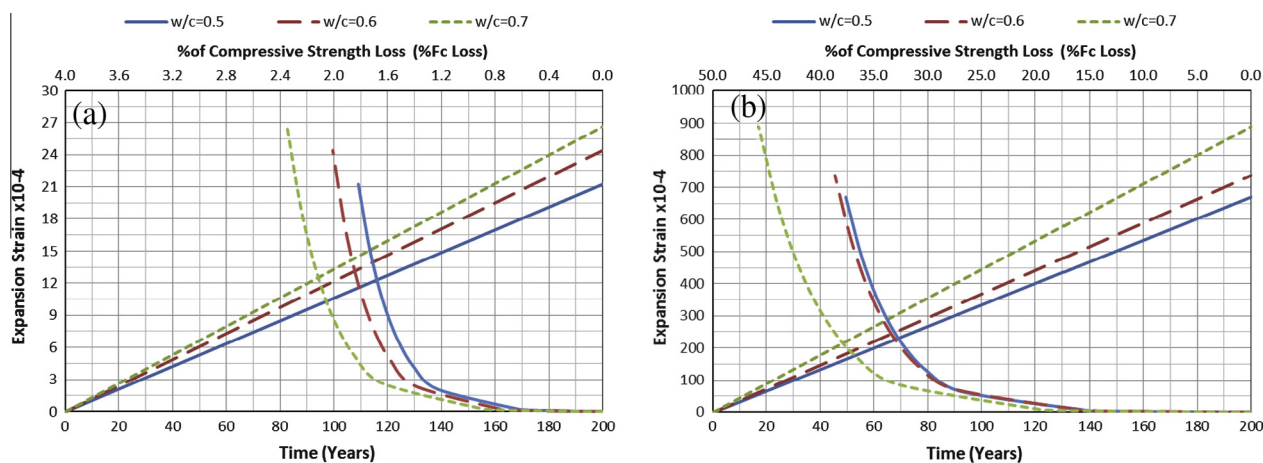 w/c=0.5 w/c=0.6 w/c=0.7
%of Compressive Strength Loss (%Fc Loss)
4.0 3.6 3.2 2.8 2.4 2.0 1.6 1.2 0.8 0.4 0.0
(a)
Expansion Strain x10-4
30
27
24
21
18
15
12
9
6
3
0
0 20 40 60 80 100 120 140 160 180 200
Time (Years)
w/c=0.5 w/c=0.6 w/c=0.7
%of Compressive Strength Loss (%Fc Loss)
50.0 45.0 40.0 35.0 30.0 25.0 20.0 15.0 10.0 5.0 0.0
(b)
Expansion Strain x10-4
1000
900
800
700
600
500
400
300
200
100
0
0 20 40 60 80 100 120 140 160 180 200
Time (Years)